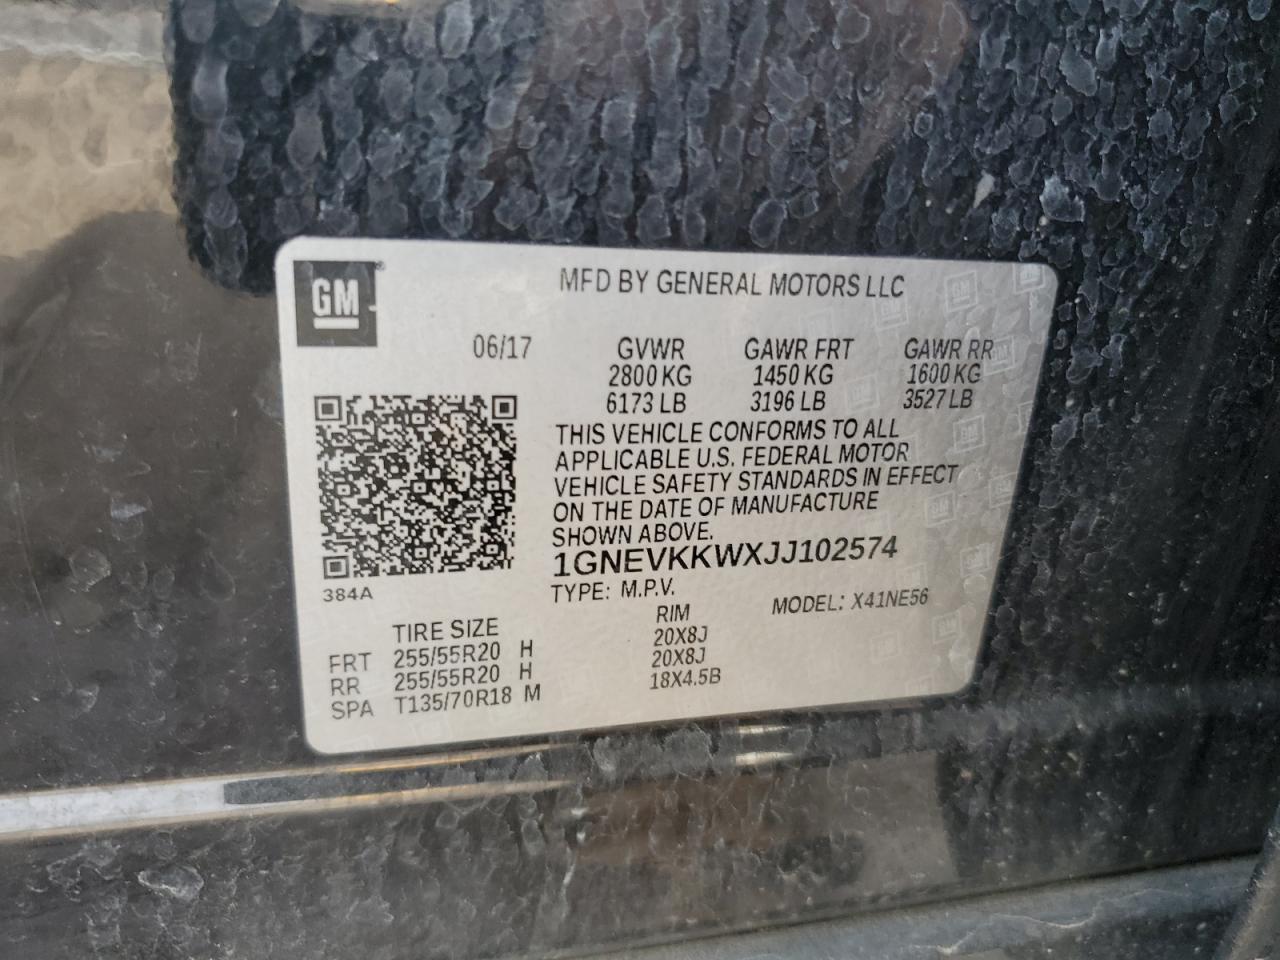 GM
MFD BY GENERAL MOTORS LLC
06/17 GVWR GAWR FRT GAWR RR
2800 KG 1450 KG 1600 KG
6173 LB 3196 LB 3527 LB
THIS VEHICLE CONFORMS TO ALL
APPLICABLE U.S. FEDERAL MOTOR
VEHICLE SAFETY STANDARDS IN EFFECT
ON THE DATE OF MANUFACTURE
SHOWN ABOVE.
1GNEVKKWXJJ102574
384A
TYPE: M.P.V. MODEL: X41NE56
TIRE SIZE RIM
FRT 255/55R20 H 20X8J
RR 255/55R20 H 20X8J
SPA T135/70R18 M 18X4.5B